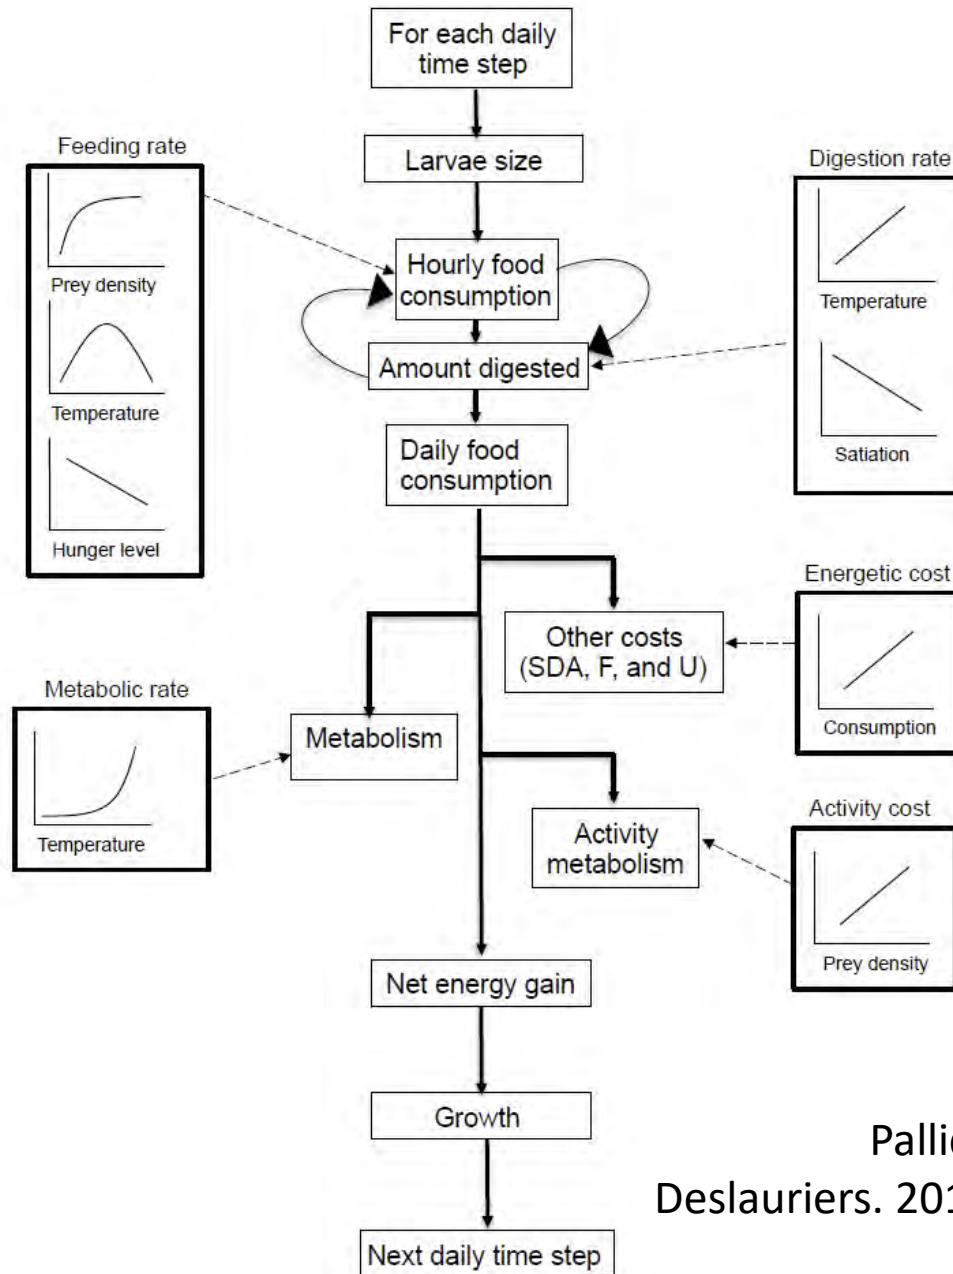 For each daily
time step
Larvae size
Feeding rate
Prey density
Temperature
Hunger level
Hourly food
consumption
Amount digested
Digestion rate
Temperature
Satiation
Daily food
consumption
Other costs
(SDA, F, and U)
Energetic cost
Consumption
Metabolic rate
Temperature
Metabolism
Activity
metabolism
Activity cost
Prey density
Net energy gain
Growth
Next daily time step
Deslauriers.